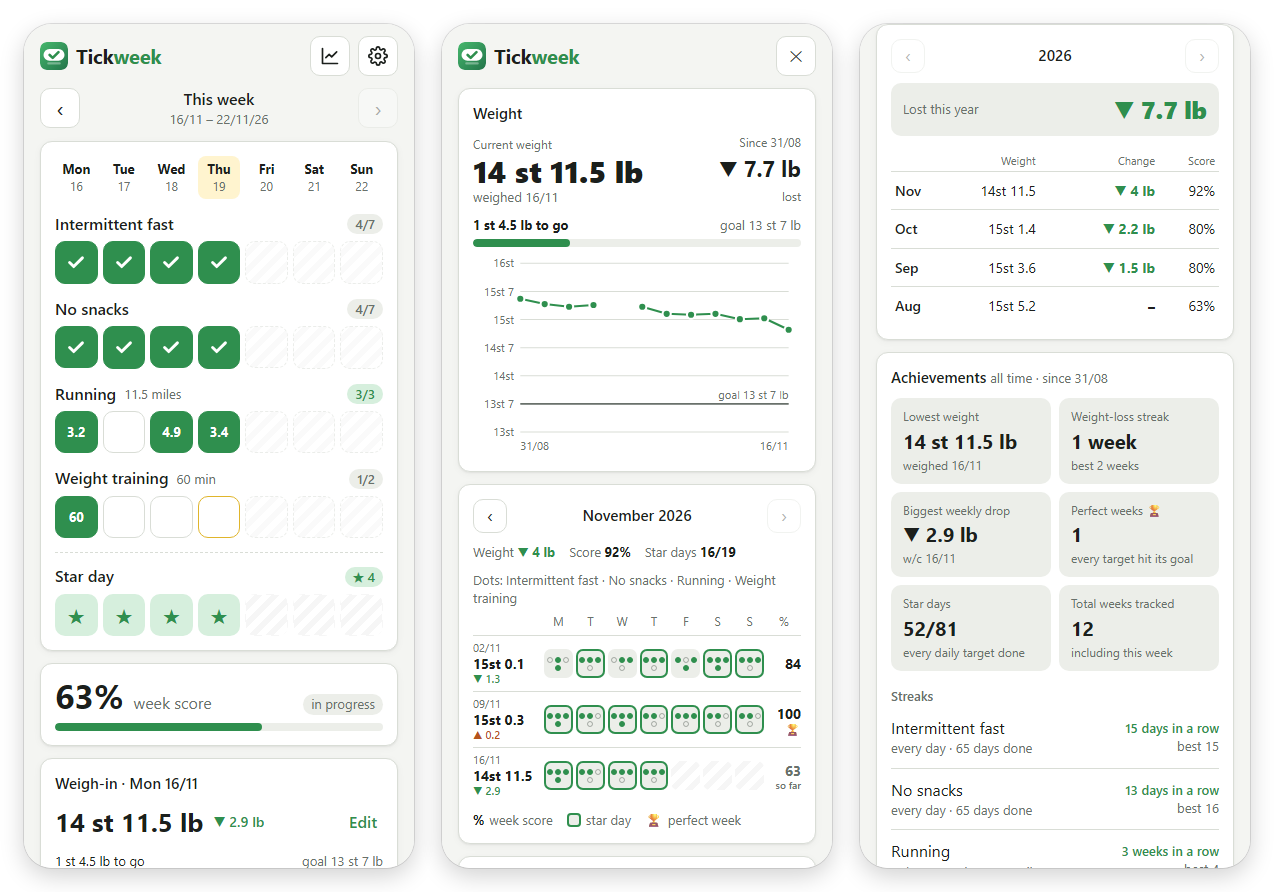 Tickweek
‹
This week
16/11 – 22/11/26
›
Mon Tue Wed Thu Fri Sat Sun
16 17 18 19 20 21 22
Intermittent fast 4/7
No snacks 4/7
Running 11.5 miles 3/3
3.2 4.9 3.4
Weight training 60 min 1/2
60
Star day ★ 4
★ ★ ★ ★
63% week score in progress
Weigh-in · Mon 16/11
14 st 11.5 lb ▼ 2.9 lb Edit
1 st 4.5 lb to go goal 13 st 7 lb
Tickweek
Weight
Current weight Since 31/08
14 st 11.5 lb ▼ 7.7 lb
weighed 16/11 lost
1 st 4.5 lb to go goal 13 st 7 lb
16st
15st 7
15st
14st 7
14st
goal 13 st 7 lb
13st 7
13st
31/08 16/11
‹ November 2026 ›
Weight ▼ 4 lb Score 92% Star days 16/19
Dots: Intermittent fast · No snacks · Running · Weight
training
M T W T F S S %
02/11
15st 0.1 84
▼ 1.3
09/11
15st 0.3 100
▲ 0.2
16/11
14st 11.5 63
▼ 2.9 so far
% week score star day perfect week
‹ 2026 ›
Lost this year ▼ 7.7 lb
Weight Change Score
Nov 14st 11.5 ▼ 4 lb 92%
Oct 15st 1.4 ▼ 2.2 lb 80%
Sep 15st 3.6 ▼ 1.5 lb 80%
Aug 15st 5.2 – 63%
Achievements all time · since 31/08
Lowest weight
14 st 11.5 lb
weighed 16/11
Weight-loss streak
1 week
best 2 weeks
Biggest weekly drop
▼ 2.9 lb
w/c 16/11
Perfect weeks
1
every target hit its goal
Star days
52/81
every daily target done
Total weeks tracked
12
including this week
Streaks
Intermittent fast 15 days in a row
every day · 65 days done best 15
No snacks 13 days in a row
every day · 65 days done best 16
Running 3 weeks in a row